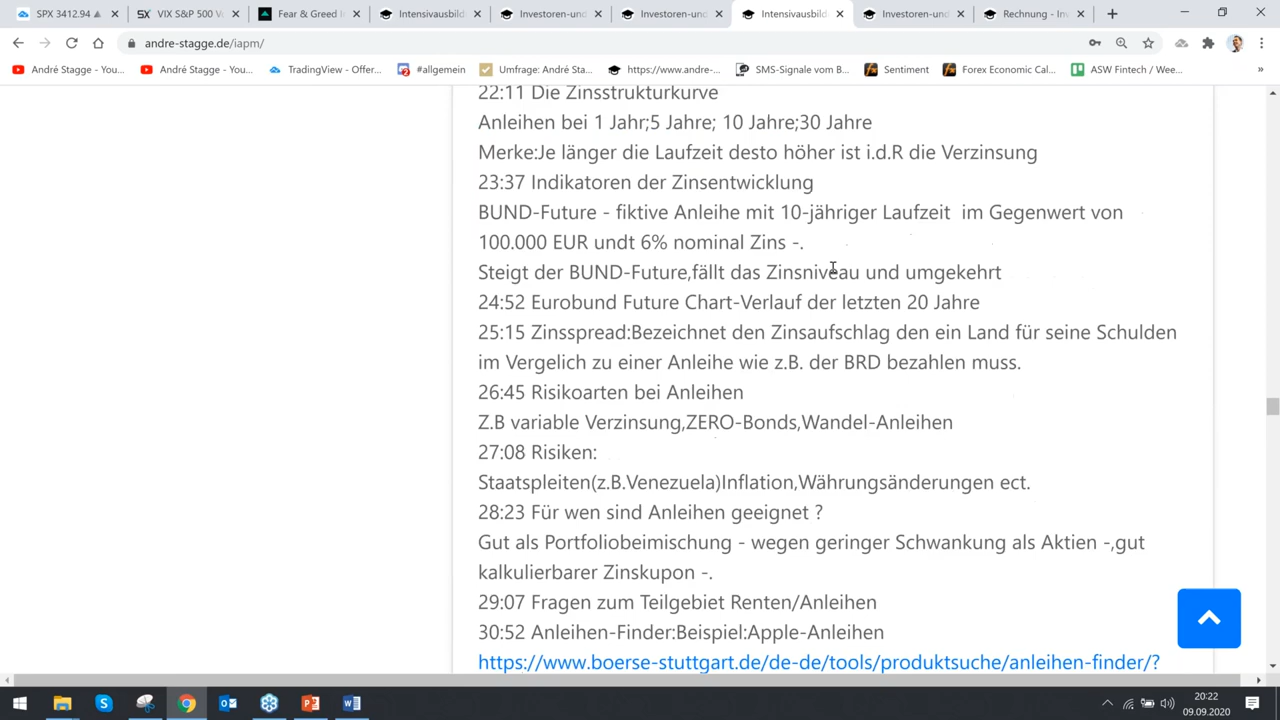 SPX 3412.94
VIX S&P 500 V
Fear & Greed I
Intensivausbild
Investoren-un
Investoren-und
Intensivausbild
Investoren-un
Rechnung - In
andre-stagge.de/iapm/
André Stagge - You...
André Stagge - You...
TradingView - Offer...
#allgemein
Umfrage: André Sta...
https://www.andre-...
SMS-Signale vom B...
Sentiment
Forex Economic Cal...
ASW Fintech / Wee...
22:11 Die Zinsstrukturkurve
Anleihen bei 1 Jahr;5 Jahre; 10 Jahre;30 Jahre
Merke:Je länger die Laufzeit desto höher ist i.d.R die Verzinsung
23:37 Indikatoren der Zinsentwicklung
BUND-Future - fiktive Anleihe mit 10-jähriger Laufzeit im Gegenwert von
100.000 EUR undt 6% nominal Zins -.
Steigt der BUND-Future,fällt das Zinsniveau und umgekehrt
24:52 Eurobund Future Chart-Verlauf der letzten 20 Jahre
25:15 Zinsspread:Bezeichnet den Zinsaufschlag den ein Land für seine Schulden
im Vergelich zu einer Anleihe wie z.B. der BRD bezahlen muss.
26:45 Risikoarten bei Anleihen
Z.B variable Verzinsung,ZERO-Bonds,Wandel-Anleihen
27:08 Risiken:
Staatspleiten(z.B.Venezuela)Inflation,Währungsänderungen ect.
28:23 Für wen sind Anleihen geeignet ?
Gut als Portfoliobeimischung - wegen geringer Schwankung als Aktien -,gut
kalkulierbarer Zinskupon -.
29:07 Fragen zum Teilgebiet Renten/Anleihen
30:52 Anleihen-Finder:Beispiel:Apple-Anleihen
https://www.boerse-stuttgart.de/de-de/tools/produktsuche/anleihen-finder/?
20:22
09.09.2020